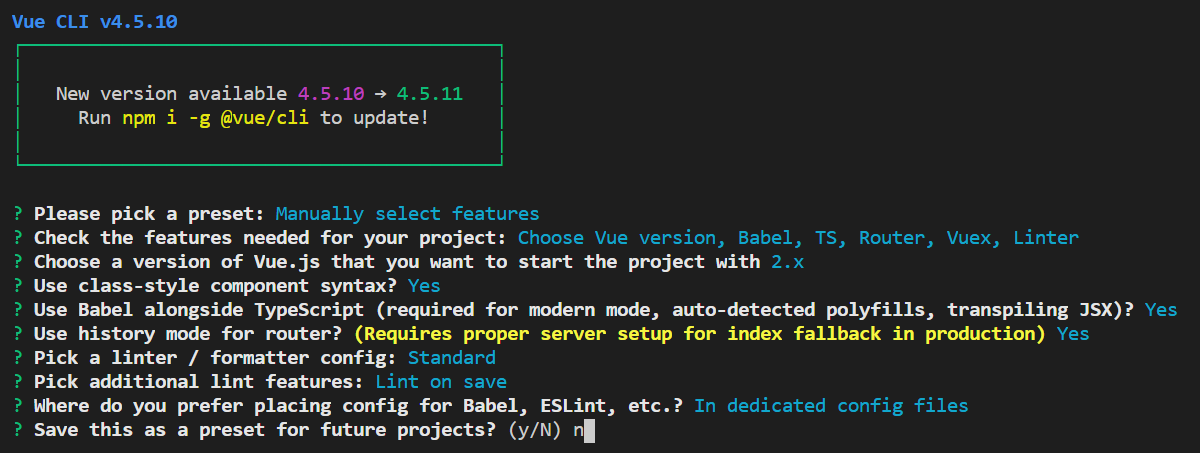 Vue CLI v4.5.10
New version available 4.5.10 → 4.5.11
Run npm i -g @vue/cli to update!
? Please pick a preset: Manually select features
? Check the features needed for your project: Choose Vue version, Babel, TS, Router, Vuex, Linter
? Choose a version of Vue.js that you want to start the project with 2.x
? Use class-style component syntax? Yes
? Use Babel alongside TypeScript (required for modern mode, auto-detected polyfills, transpiling JSX)? Yes
? Use history mode for router? (Requires proper server setup for index fallback in production) Yes
? Pick a linter / formatter config: Standard
? Pick additional lint features: Lint on save
? Where do you prefer placing config for Babel, ESLint, etc.? In dedicated config files
? Save this as a preset for future projects? (y/N) n